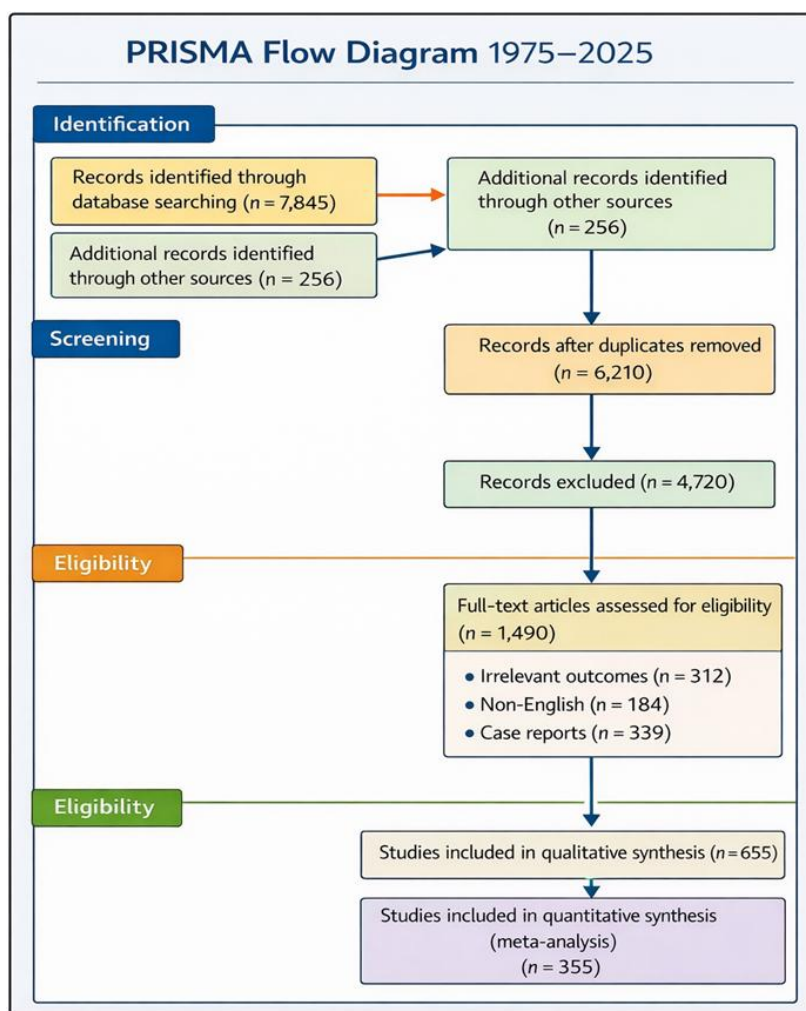 PRISMA Flow Diagram 1975–2025
Identification
Records identified through
database searching (n = 7,845)
Additional records identified
through other sources (n = 256)
Additional records identified
through other sources
(n = 256)
Screening
Records after duplicates removed
(n = 6,210)
Records excluded (n = 4,720)
Eligibility
Full-text articles assessed for eligibility
(n = 1,490)
• Irrelevant outcomes (n = 312)
• Non-English (n = 184)
• Case reports (n = 339)
Eligibility
Studies included in qualitative synthesis (n = 655)
Studies included in quantitative synthesis
(meta-analysis)
(n = 355)